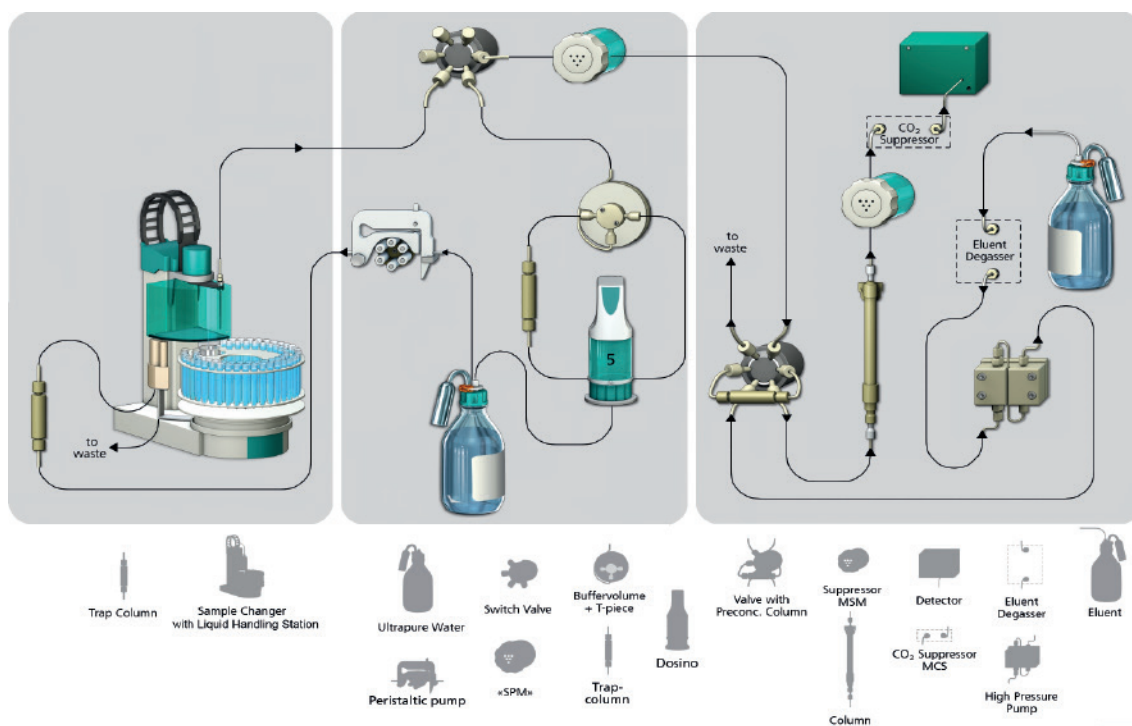 CO₂
Suppressor
to
waste
Eluent
Degasser
5
to
waste
Trap Column
Sample Changer
with Liquid Handling Station
Ultrapure Water
Peristaltic pump
Switch Valve
«SPM»
Buffervolume
+ T-piece
Trap-
column
Dosino
Valve with
Preconc. Column
Suppressor
MSM
Column
Detector
CO₂ Suppressor
MCS
Eluent
Degasser
High Pressure
Pump
Eluent